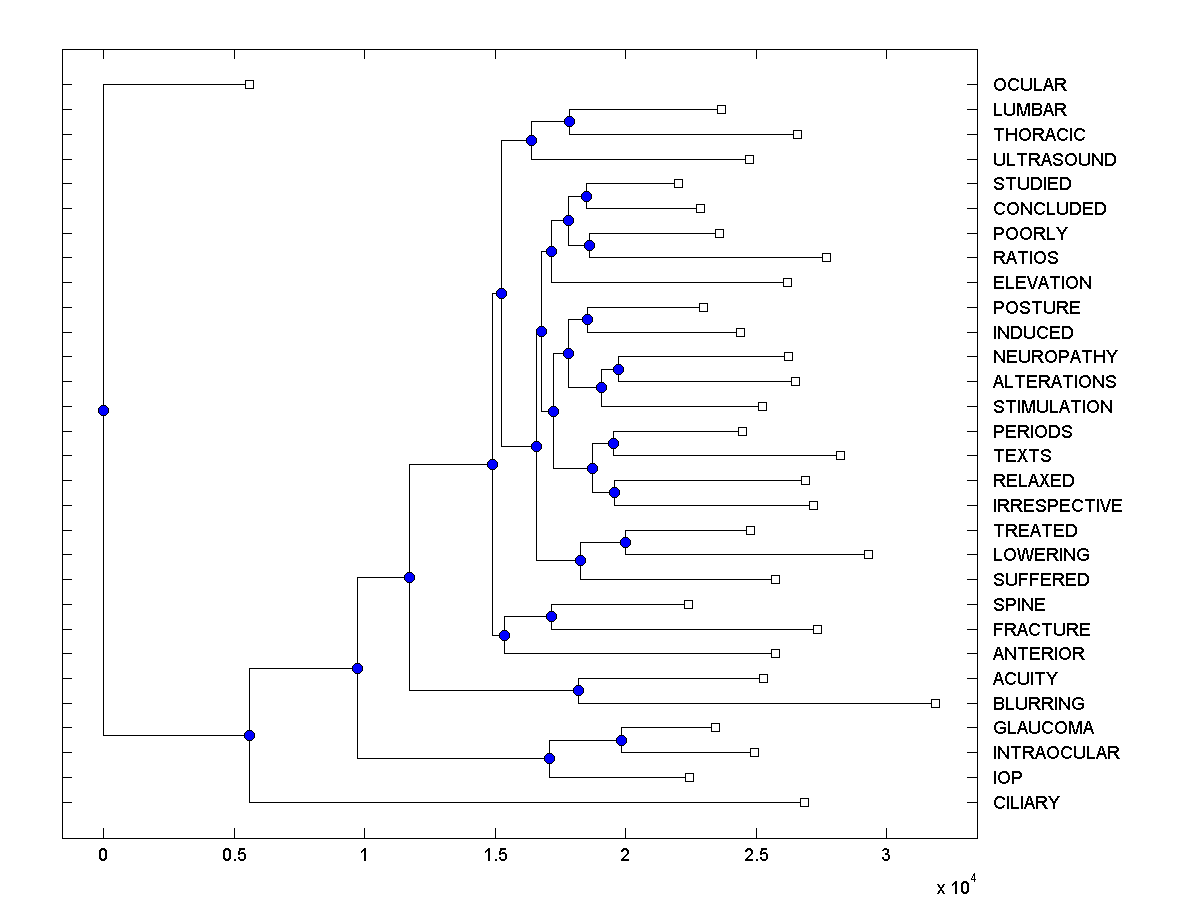 OCULAR
LUMBAR
THORACIC
ULTRASOUND
STUDIED
CONCLUDED
POORLY
RATIOS
ELEVATION
POSTURE
INDUCED
NEUROPATHY
ALTERATIONS
STIMULATION
PERIODS
TEXTS
RELAXED
IRRESPECTIVE
TREATED
LOWERING
SUFFERED
SPINE
FRACTURE
ANTERIOR
ACUITY
BLURRING
GLAUCOMA
INTRAOCULAR
IOP
CILIARY
0 0.5 1 1.5 2 2.5 3
x 10^4